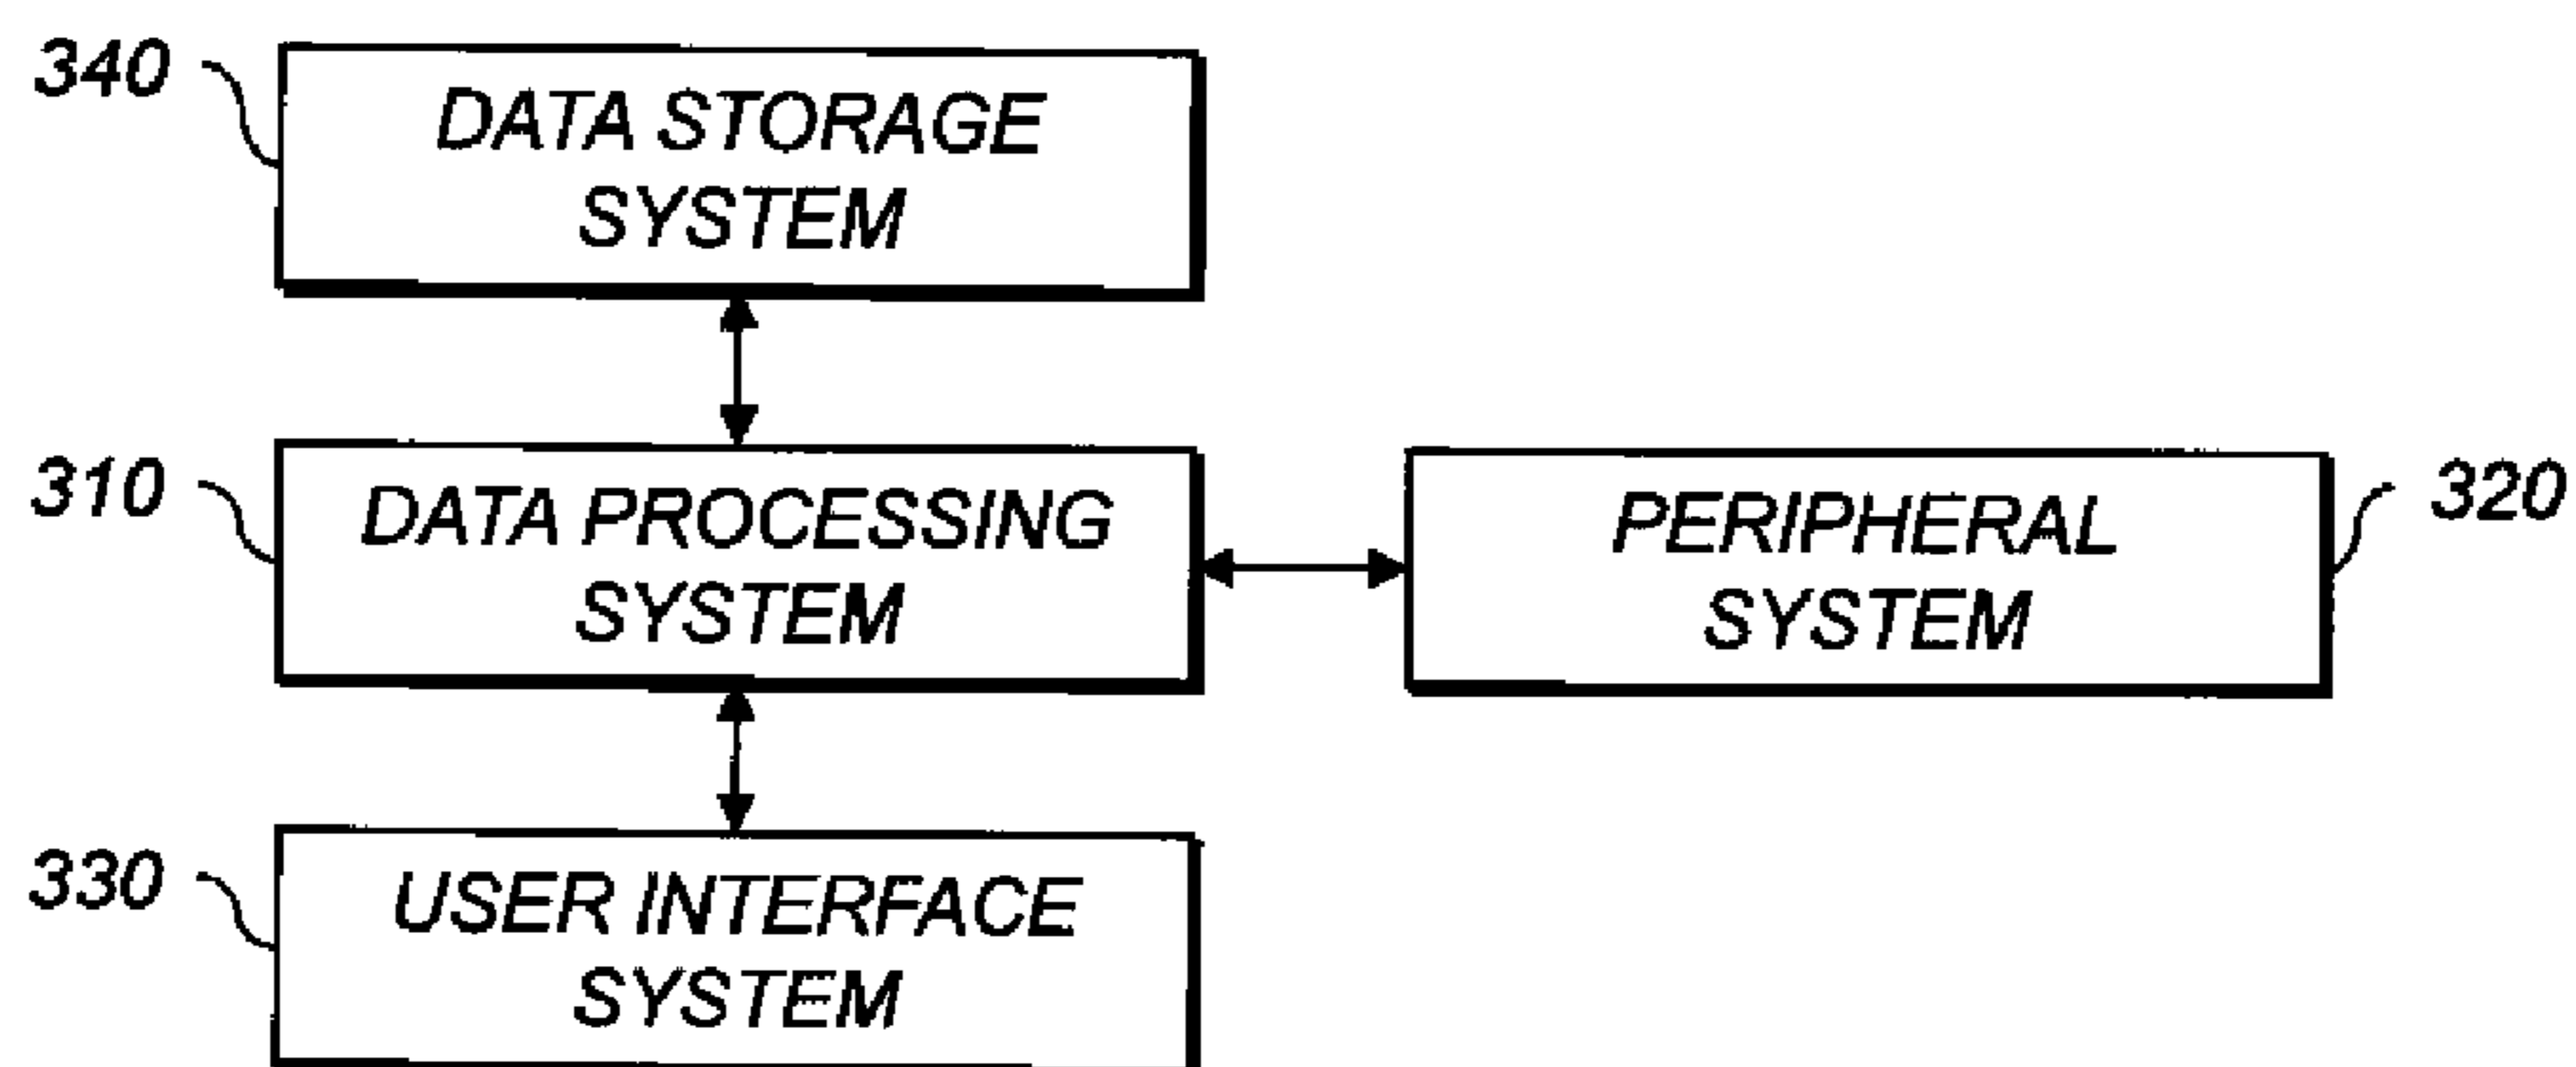 340
DATA STORAGE
SYSTEM
310
DATA PROCESSING
SYSTEM
PERIPHERAL
SYSTEM
320
330
USER INTERFACE
SYSTEM